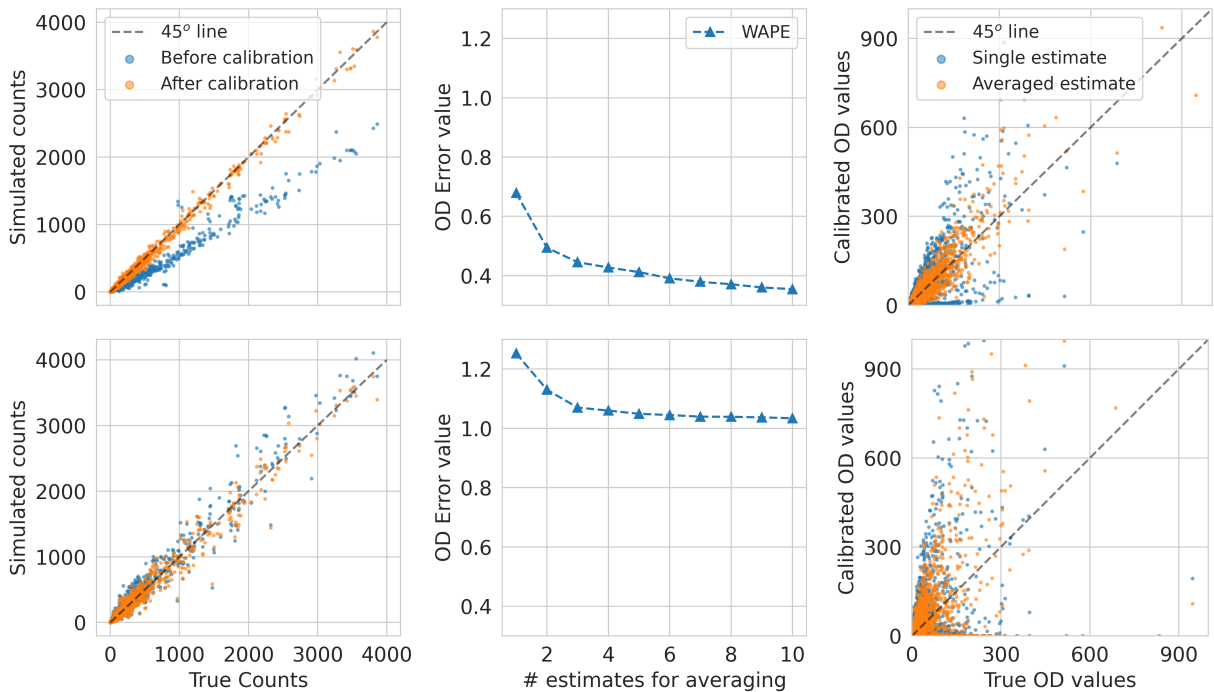 4000
3000
2000
1000
0
Simulated counts
45° line
Before calibration
After calibration
1.2
1.0
0.8
0.6
0.4
OD Error value
WAPE
900
600
300
0
Calibrated OD values
45° line
Single estimate
Averaged estimate
4000
3000
2000
1000
0
Simulated counts
0 1000 2000 3000 4000
True Counts
1.2
1.0
0.8
0.6
0.4
OD Error value
2 4 6 8 10
# estimates for averaging
900
600
300
0
Calibrated OD values
0 300 600 900
True OD values